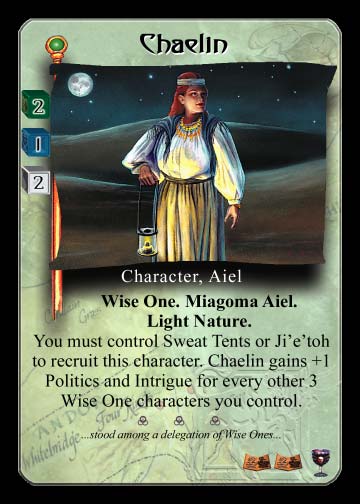 Chaelin
2
1
2
Character, Aiel
Wise One. Miagoma Aiel.
Light Nature.
You must control Sweat Tents or Ji’e’toh
to recruit this character. Chaelin gains +1
Politics and Intrigue for every other 3
Wise One characters you control.
...stood among a delegation of Wise Ones...
Whitebridge